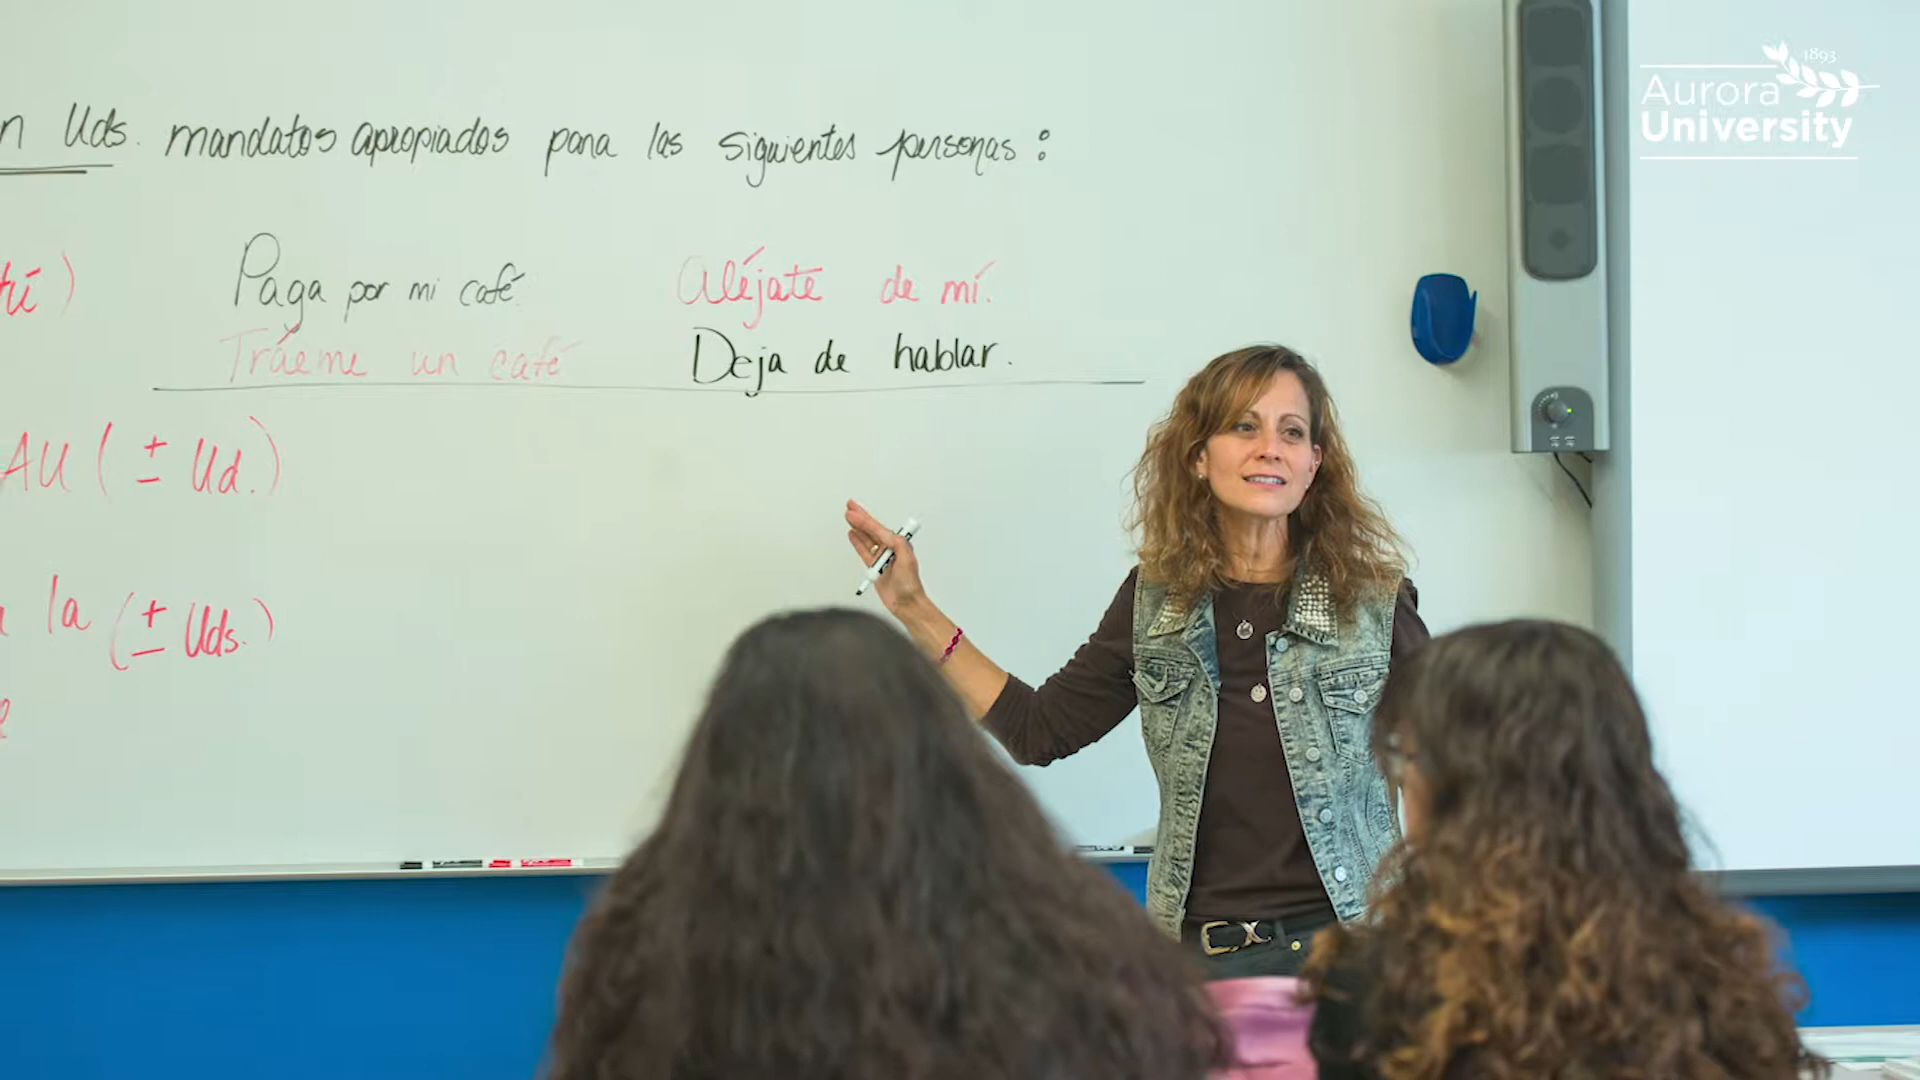 n Uds. mandatos apropiados para las siguientes personas:
tú)
Paga por mi café.
Aléjate de mí.
Tráeme un café
Deja de hablar.
AU (± Ud.)
la (± Uds.)
1893
Aurora
University